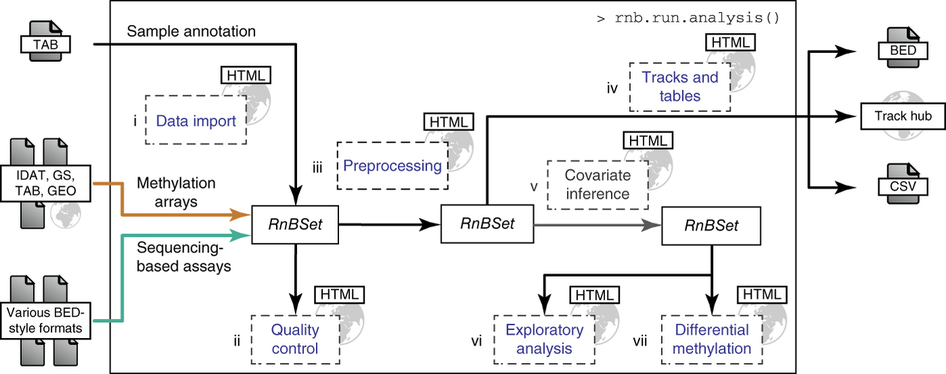 > rnb.run.analysis()
TAB
Sample annotation
HTML
i
Data import
IDAT, GS,
TAB, GEO
Methylation
arrays
Various BED-
style formats
Sequencing-
based assays
RnBSet
HTML
ii
Quality
control
HTML
iii
Preprocessing
RnBSet
HTML
iv
Tracks and
tables
HTML
v
Covariate
inference
RnBSet
HTML
vi
Exploratory
analysis
HTML
vii
Differential
methylation
BED
Track hub
CSV